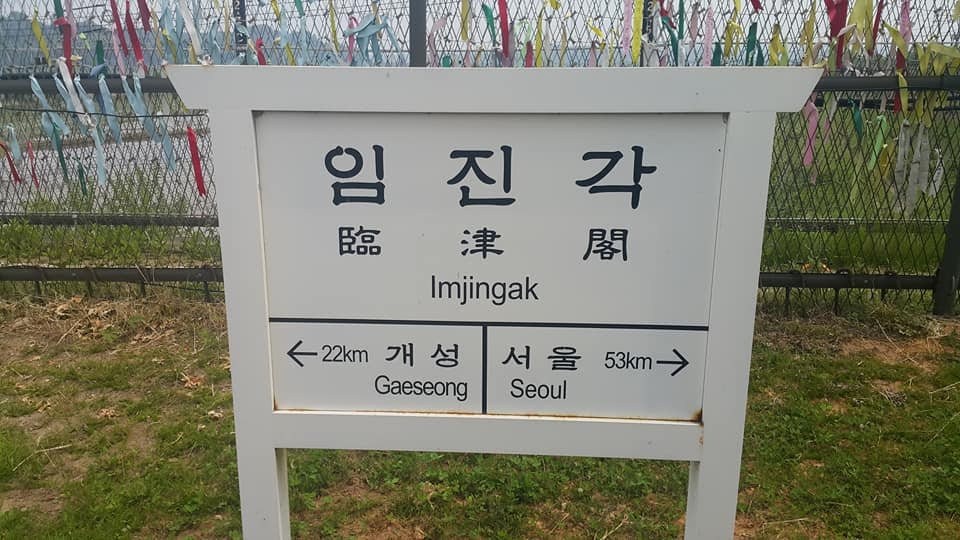 임진각
臨津閣
Imjingak
← 22km 개성
Gaeseong
서울 53km →
Seoul